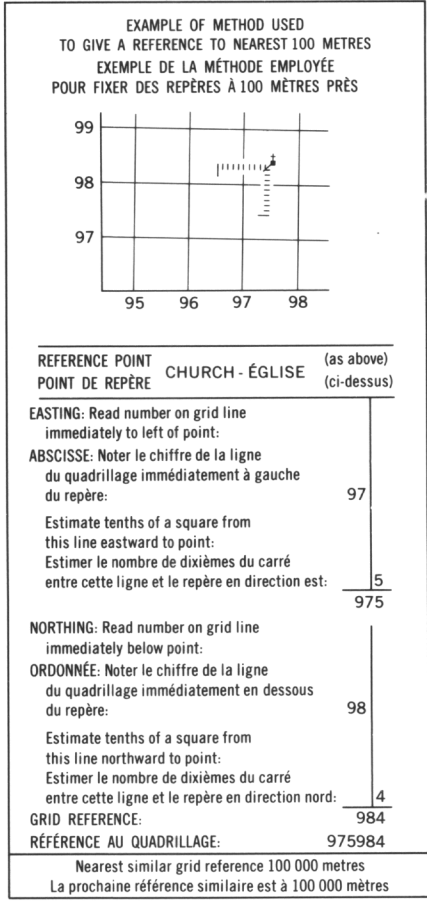 EXAMPLE OF METHOD USED
TO GIVE A REFERENCE TO NEAREST 100 METRES
EXEMPLE DE LA MÉTHODE EMPLOYÉE
POUR FIXER DES REPÈRES À 100 MÈTRES PRÈS
99
98
97
95 96 97 98
REFERENCE POINT
POINT DE REPÈRE
CHURCH - ÉGLISE
(as above)
(ci-dessus)
EASTING: Read number on grid line
immediately to left of point:
ABSCISSE: Noter le chiffre de la ligne
du quadrillage immédiatement à gauche
du repère: 97
Estimate tenths of a square from
this line eastward to point:
Estimer le nombre de dixièmes du carré
entre cette ligne et le repère en direction est: 5
975
NORTHING: Read number on grid line
immediately below point:
ORDONNÉE: Noter le chiffre de la ligne
du quadrillage immédiatement en dessous
du repère: 98
Estimate tenths of a square from
this line northward to point:
Estimer le nombre de dixièmes du carré
entre cette ligne et le repère en direction nord: 4
GRID REFERENCE: 984
RÉFÉRENCE AU QUADRILLAGE: 975984
Nearest similar grid reference 100 000 metres
La prochaine référence similaire est à 100 000 mètres